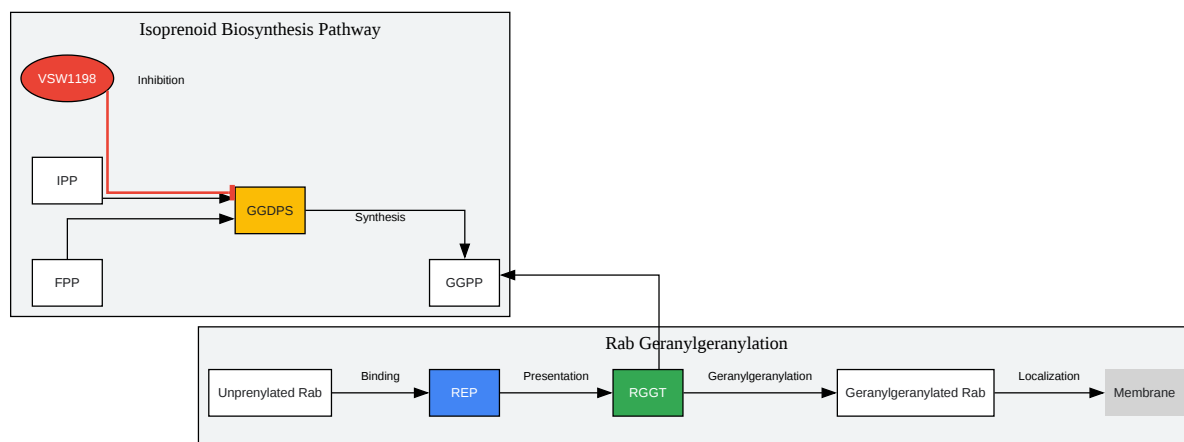 Isoprenoid Biosynthesis Pathway
VSW1198
Inhibition
IPP
GGDPS
Synthesis
FPP
GGPP
Rab Geranylgeranylation
Unprenylated Rab
Binding
REP
Presentation
RGGT
Geranylgeranylation
Geranylgeranylated Rab
Localization
Membrane